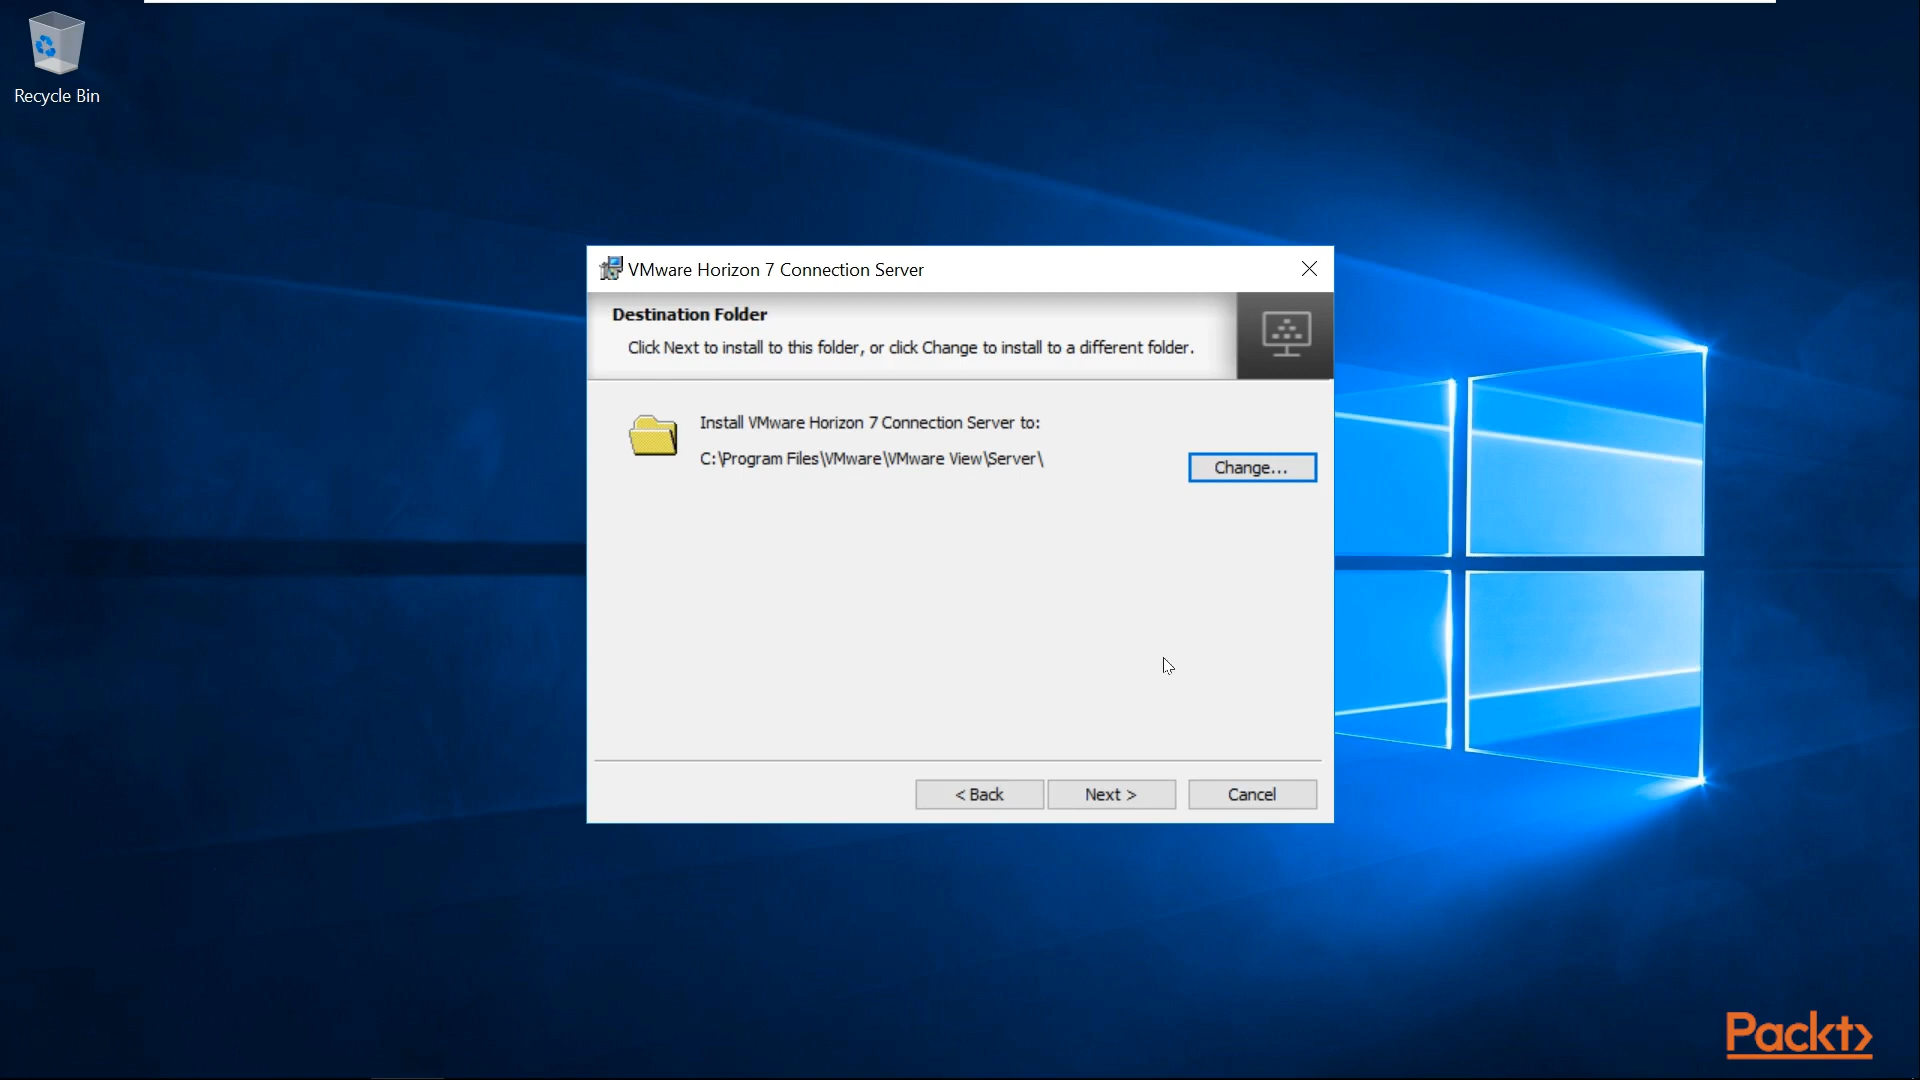 Recycle Bin
VMware Horizon 7 Connection Server
Destination Folder
Click Next to install to this folder, or click Change to install to a different folder.
Install VMware Horizon 7 Connection Server to:
C:\Program Files\VMware\VMware View\Server\
Change...
< Back
Next >
Cancel
Packt>